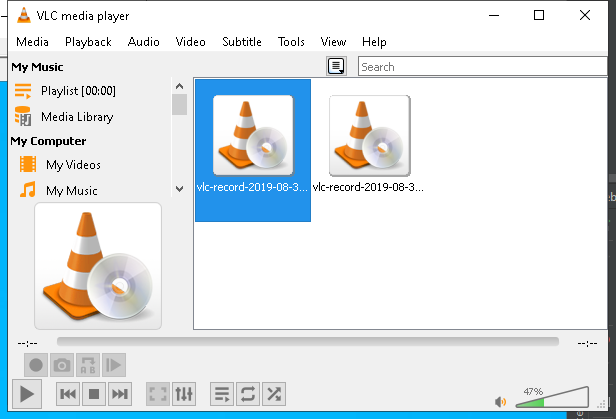 VLC media player
Media Playback Audio Video Subtitle Tools View Help
My Music
Search
Playlist [00:00]
Media Library
My Computer
My Videos
My Music
vlc-record-2019-08-3... vlc-record-2019-08-3...
--:-- --:--
47%